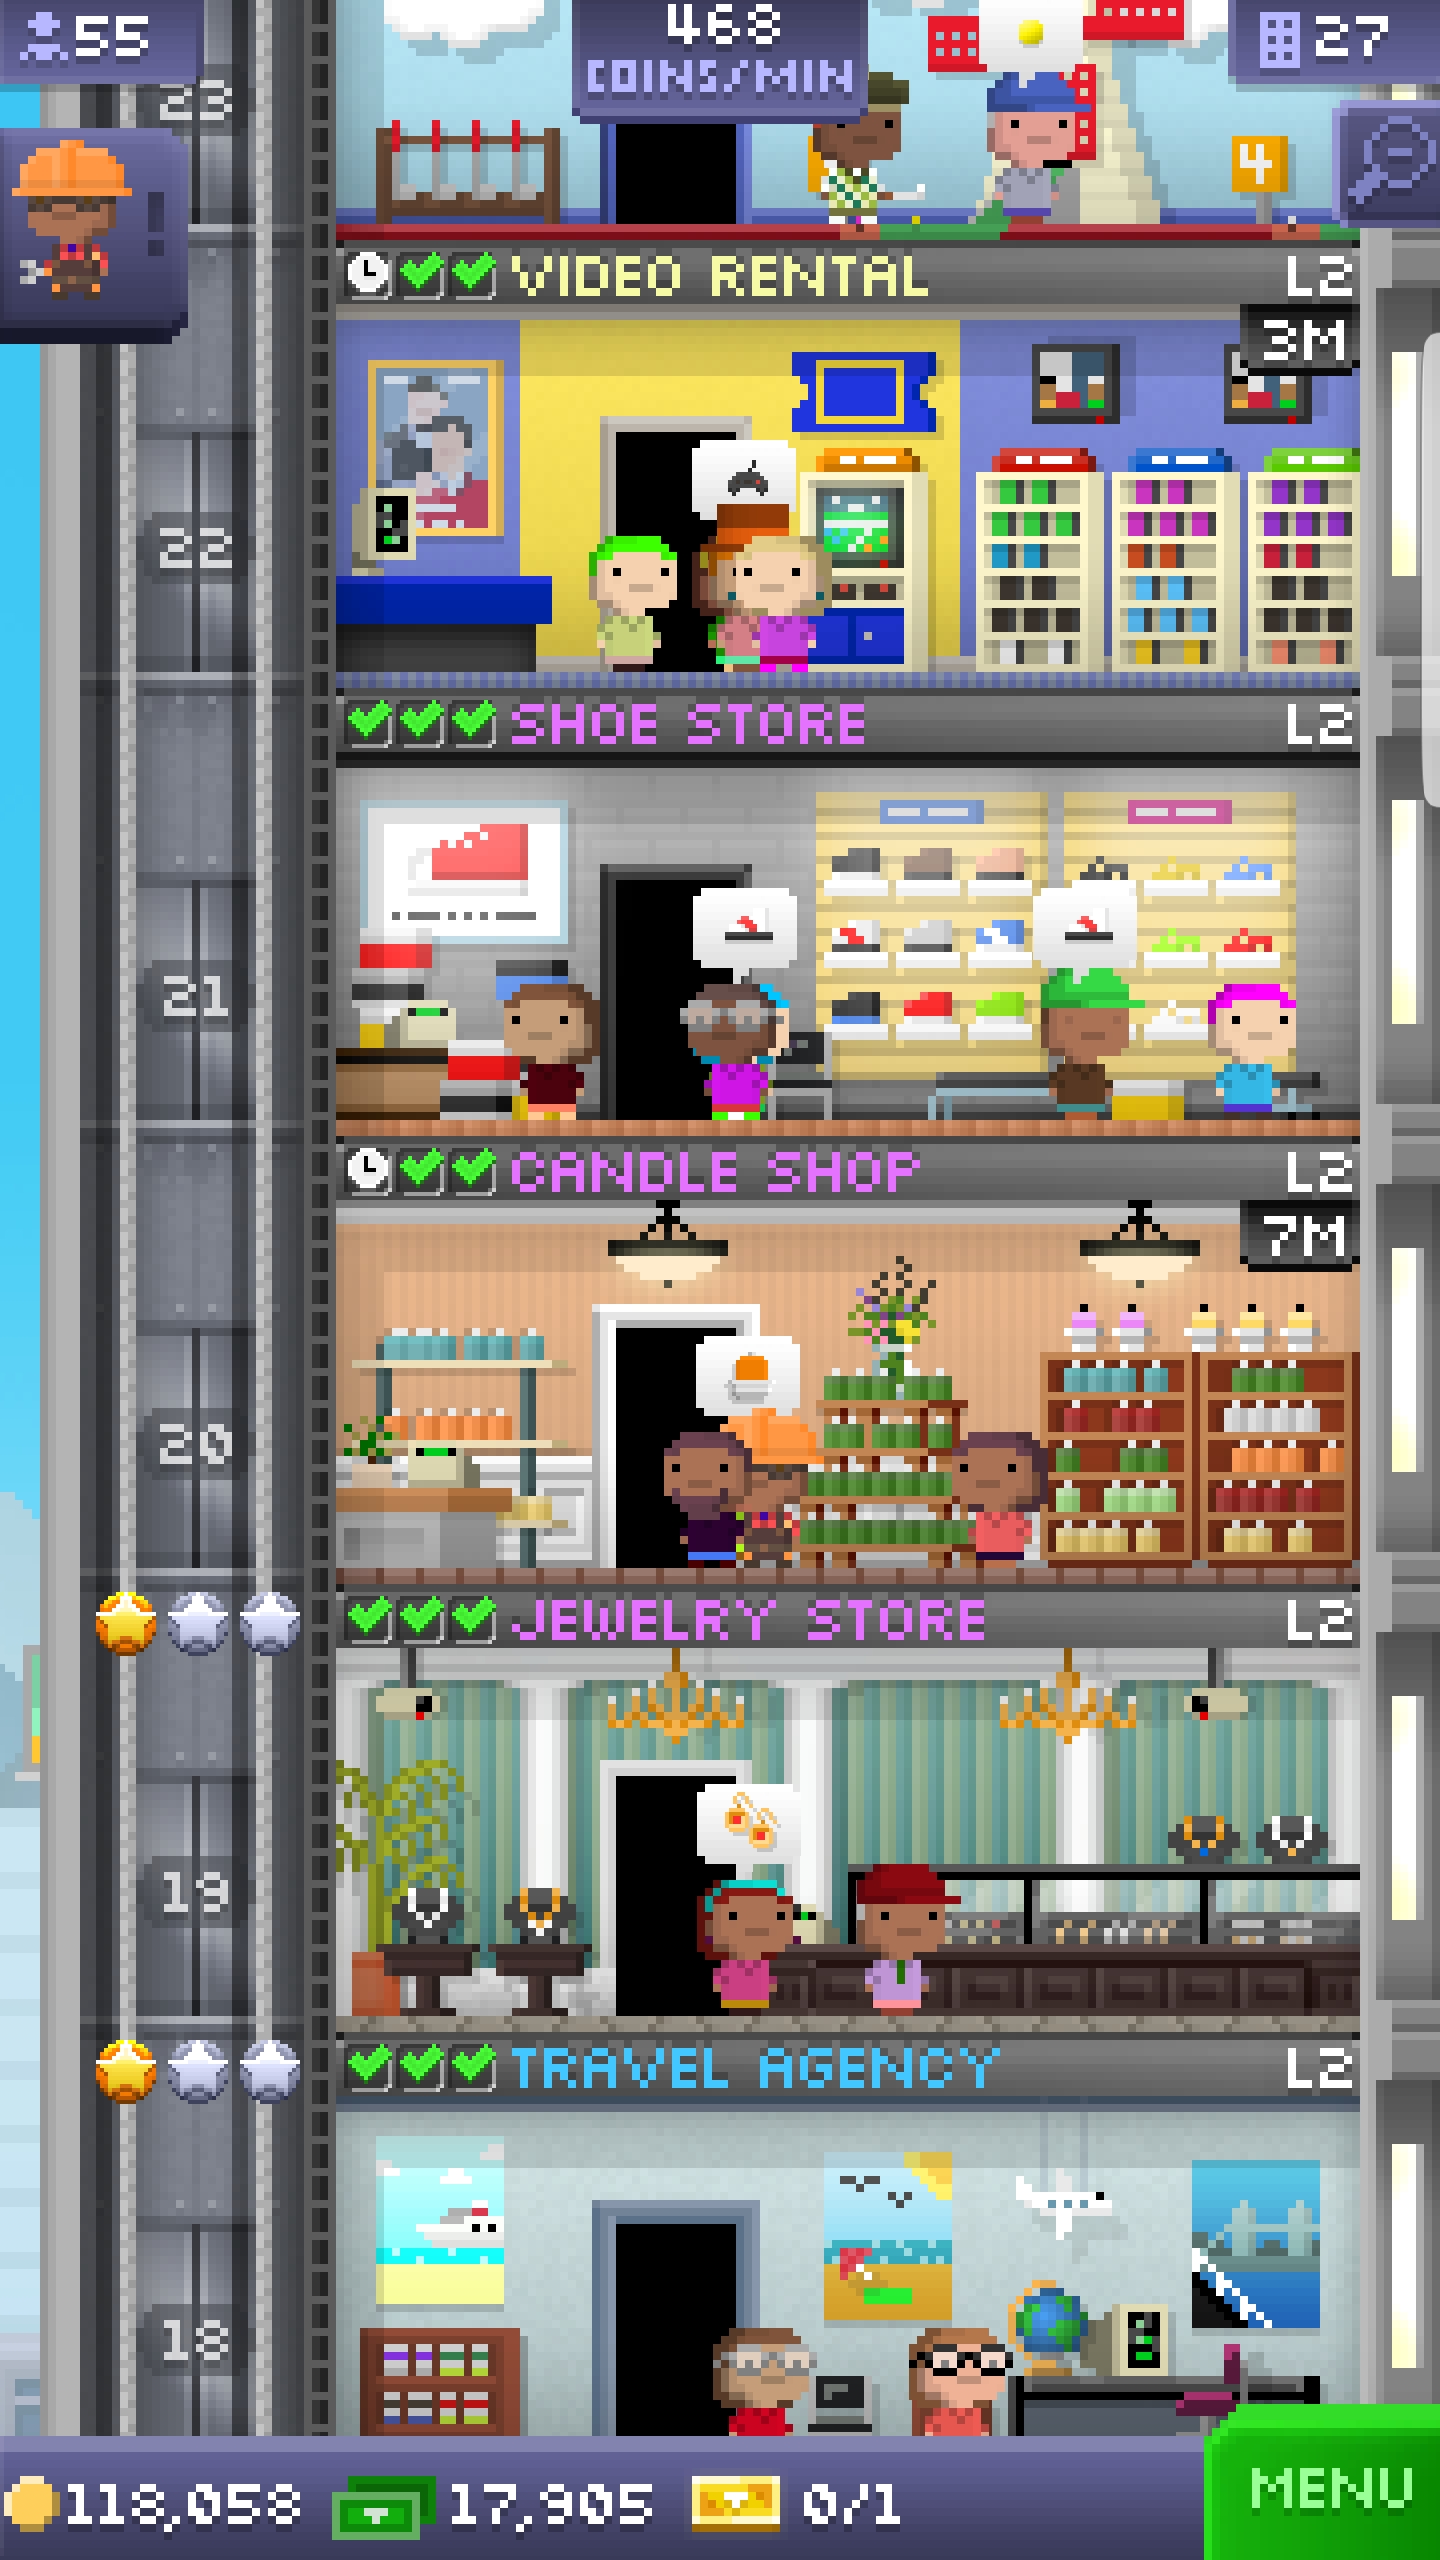 55
468
COINS/MIN
27
23
4
VIDEO RENTAL
L2
3M
22
SHOE STORE
L2
21
CANDLE SHOP
L2
7M
20
JEWELRY STORE
L2
19
TRAVEL AGENCY
L2
18
118,058
17,905
0/1
MENU